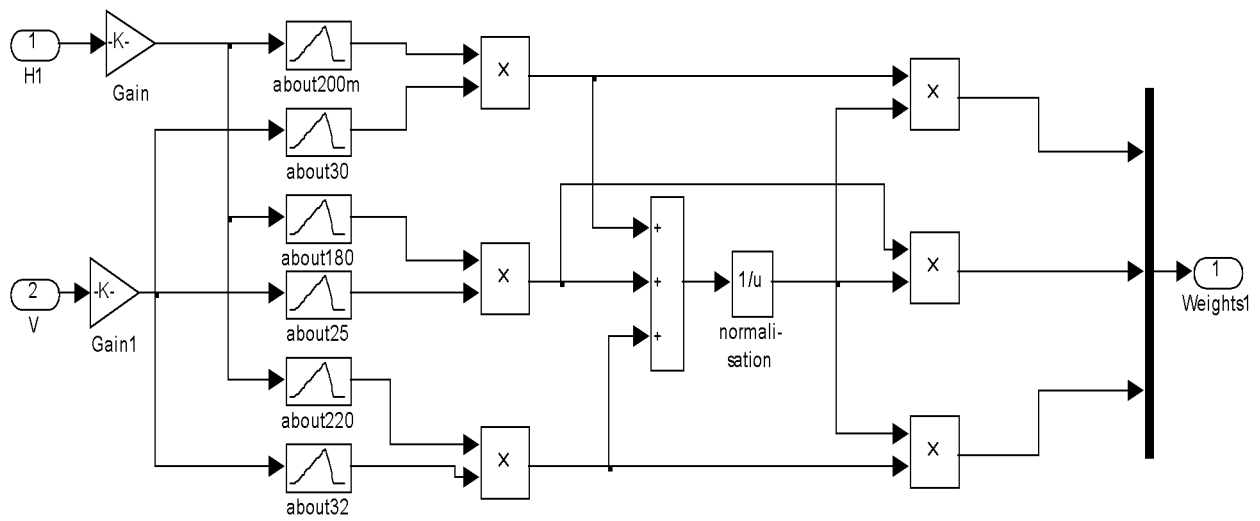 1
H1
-K-
Gain
about200m
about30
about180
about25
about220
about32
2
V
-K-
Gain1
X
X
X
+
+
+
1/u
normali-
sation
X
X
X
1
Weights1